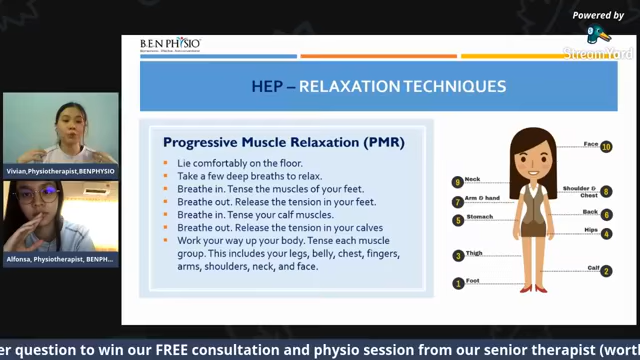 Powered by
StreamYard
B.E.N PHYSIO
HEP – RELAXATION TECHNIQUES
Progressive Muscle Relaxation (PMR)
Lie comfortably on the floor.
Take a few deep breaths to relax.
Breathe in. Tense the muscles of your feet.
Breathe out. Release the tension in your feet.
Breathe in. Tense your calf muscles.
Breathe out. Release the tension in your calves
Work your way up your body. Tense each muscle
group. This includes your legs, belly, chest, fingers,
arms, shoulders, neck, and face.
Face 10
9 Neck
Shoulder & Chest 8
7 Arm & hand
Back 6
5 Stomach
Hips 4
3 Thigh
Calf 2
1 Foot
Vivian,Physiotherapist,BENPHYSIO
Alfonsa, Physiotherapist, BENPH...
er question to win our FREE consultation and physio session from our senior therapist (wort